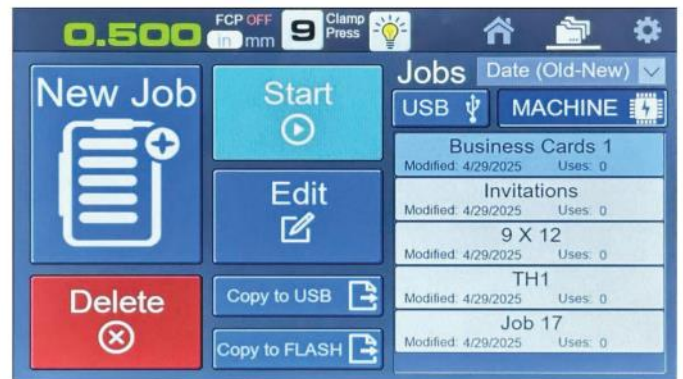 0.500
FCP OFF
in mm
9
Clamp
Press
New Job
Start
Edit
Delete
Copy to USB
Copy to FLASH
Jobs
Date (Old-New)
USB
MACHINE
Business Cards 1
Modified: 4/29/2025 Uses: 0
Invitations
Modified: 4/29/2025 Uses: 0
9 X 12
Modified: 4/29/2025 Uses: 0
TH1
Modified: 4/29/2025 Uses: 0
Job 17
Modified: 4/29/2025 Uses: 0